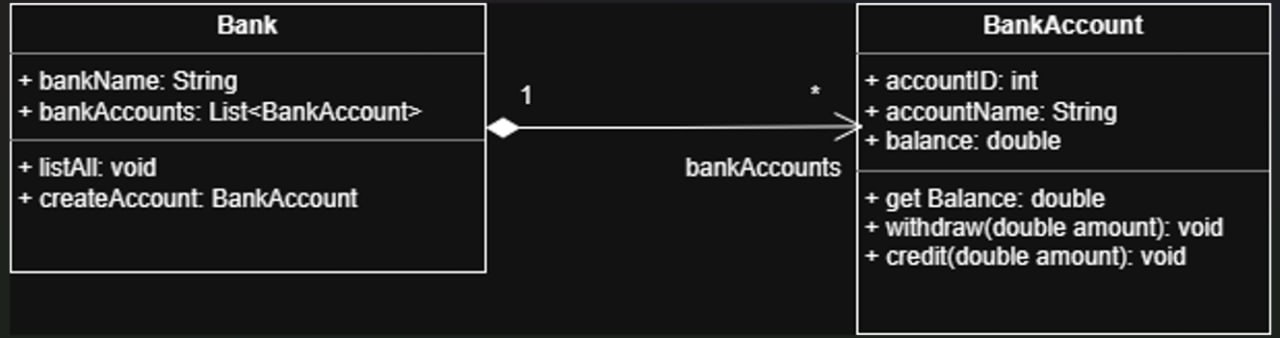 Bank
+ bankName: String
+ bankAccounts: List<BankAccount>
+ listAll: void
+ createAccount: BankAccount
1
*
bankAccounts
BankAccount
+ accountID: int
+ accountName: String
+ balance: double
+ get Balance: double
+ withdraw(double amount): void
+ credit(double amount): void